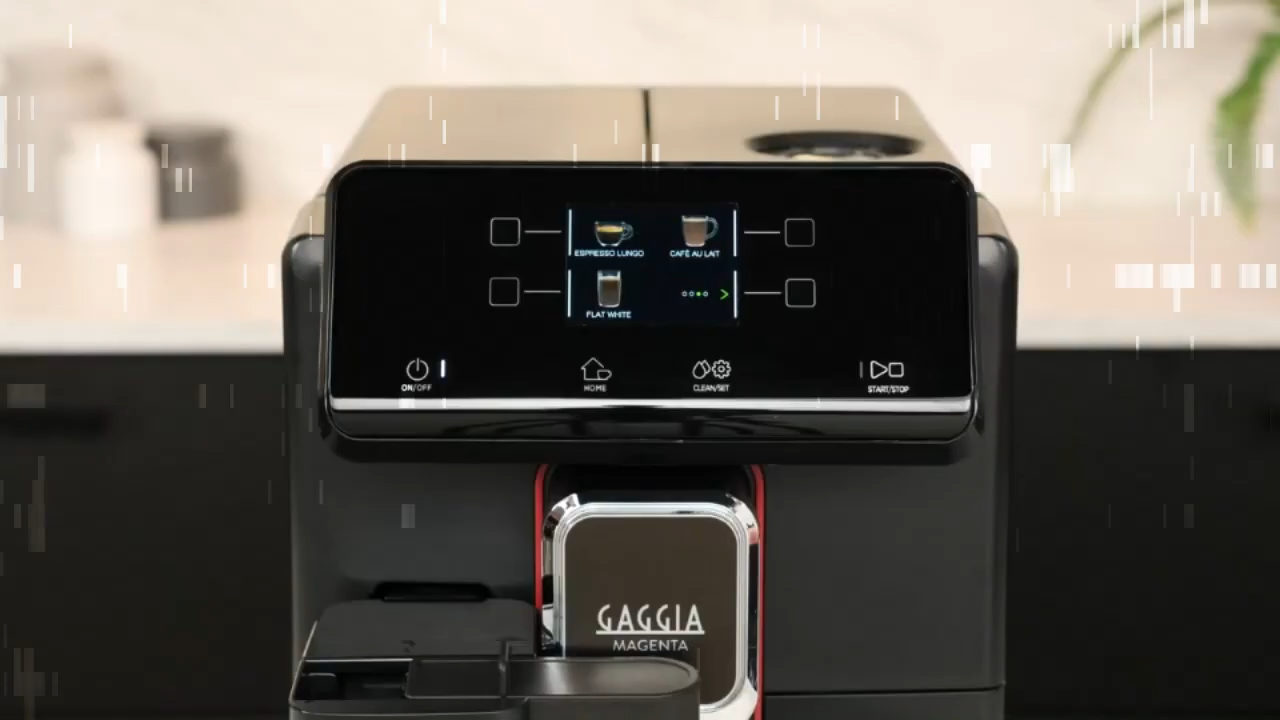 ESPRESSO LUNGO
CAFÉ AU LAIT
FLAT WHITE
ON/OFF
HOME
CLEAN/SET
START/STOP
GAGGIA
MAGENTA